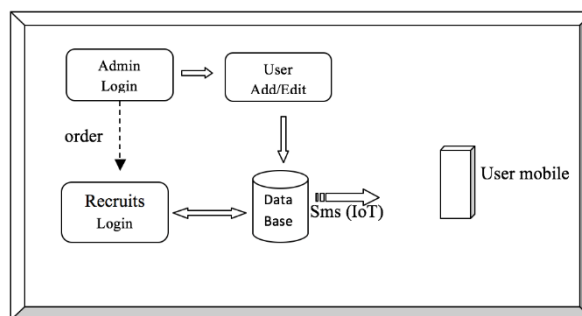 Admin
Login
User
Add/Edit
order
Recruits
Login
Data
Base
Sms (IoT)
User mobile